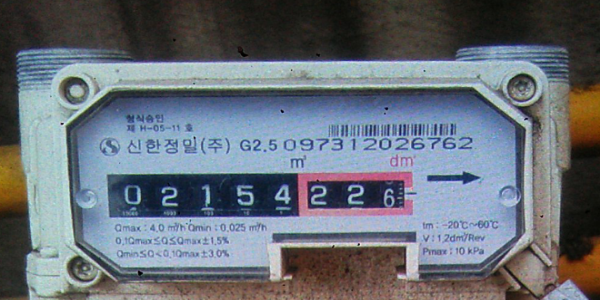 형식승인
제 H-05-11 호
신한정밀(주) G2.5 097312026762
m³ dm³
0 2 1 5 4 2 2 6
Qmax : 4.0 m³/h Qmin : 0.025 m³/h
0.1Qmax≤Q≤Qmax±1.5%
Qmin≤Q<0.1Qmax±3.0%
tm : -20℃~60℃
V : 1.2dm³/Rev
Pmax : 10 kPa